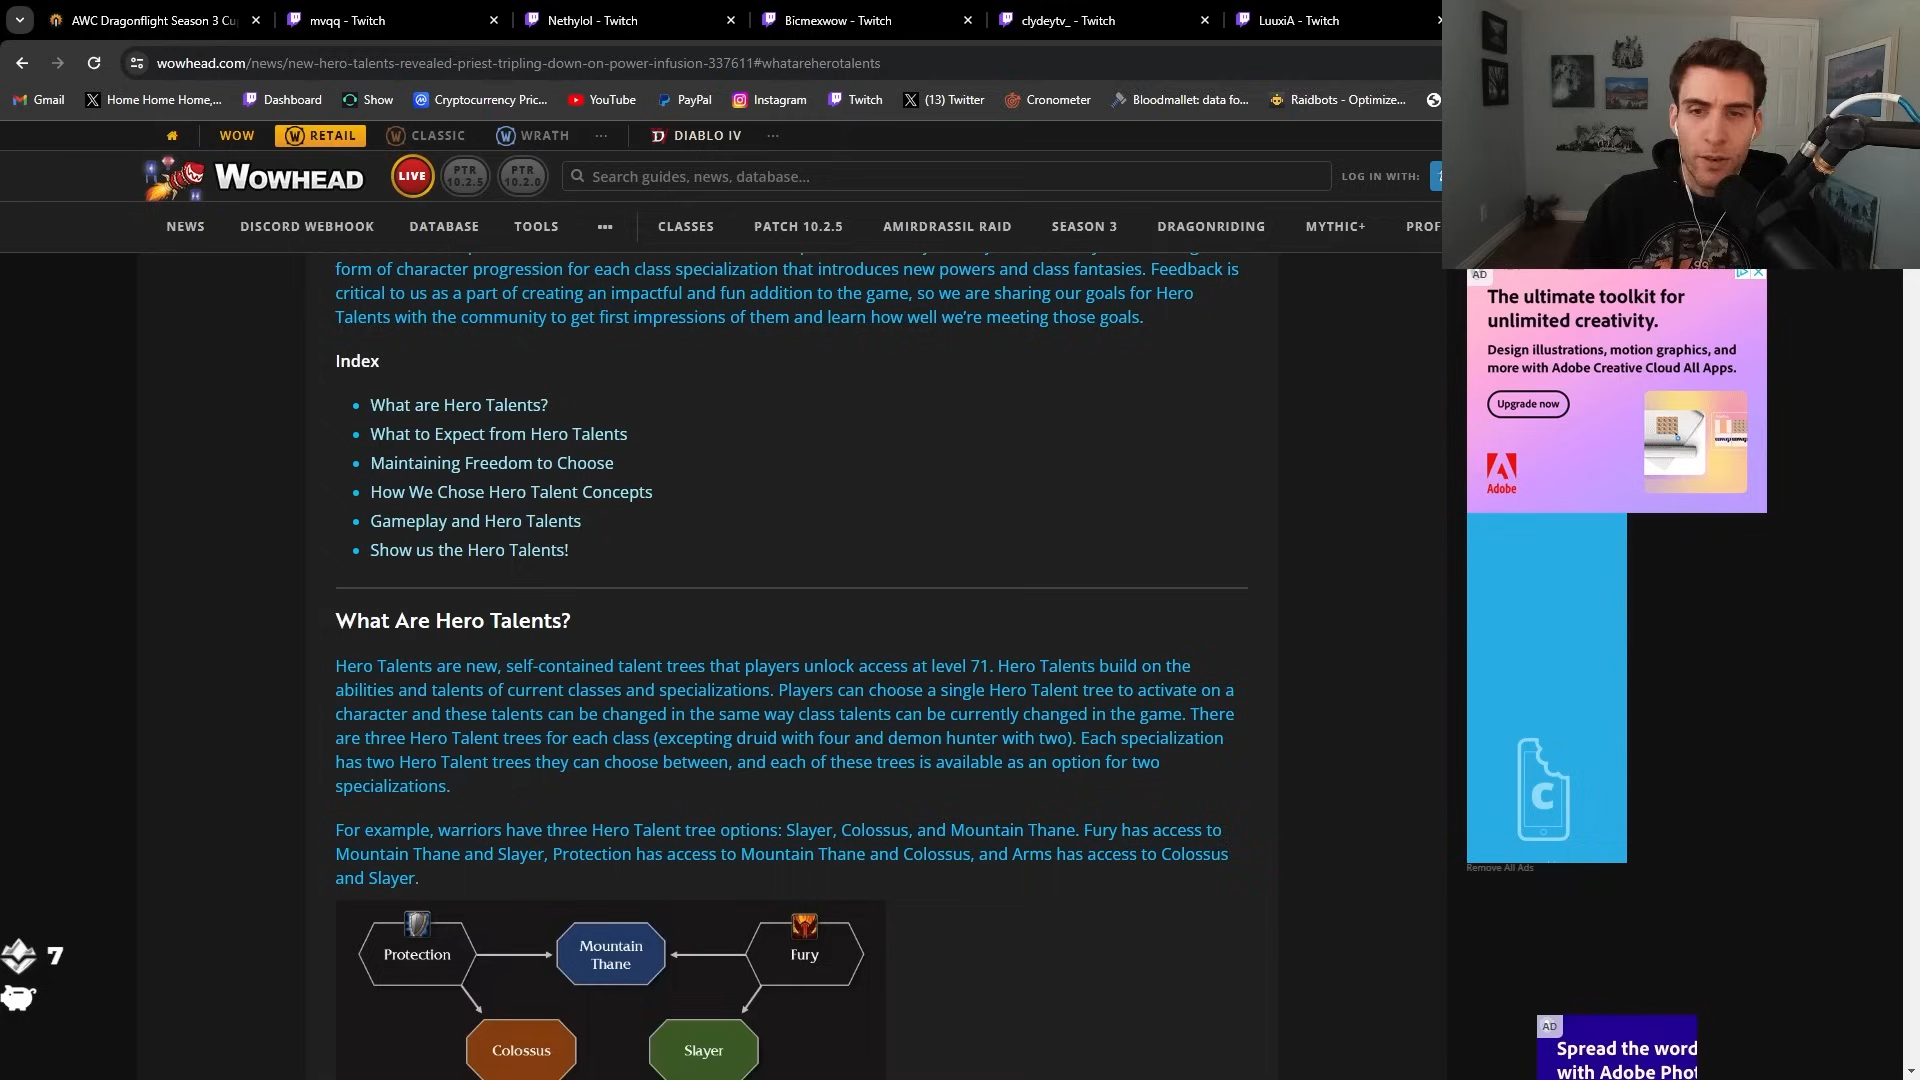 AWC Dragonflight Season 3 Cu
mvqq - Twitch
Nethylol - Twitch
Bicmexwow - Twitch
clydeytv_ - Twitch
LuuxiA - Twitch
wowhead.com/news/new-hero-talents-revealed-priest-tripling-down-on-power-infusion-337611#whatareherotalents
Gmail
Home Home Home,...
Dashboard
Show
Cryptocurrency Pric...
YouTube
PayPal
Instagram
Twitch
(13) Twitter
Cronometer
Bloodmallet: data fo...
Raidbots - Optimize...
WOW
RETAIL
CLASSIC
WRATH
...
DIABLO IV
...
WOWHEAD
LIVE
PTR
10.2.5
PTR
10.2.0
Search guides, news, database...
LOG IN WITH:
NEWS
DISCORD WEBHOOK
DATABASE
TOOLS
...
CLASSES
PATCH 10.2.5
AMIRDRASSIL RAID
SEASON 3
DRAGONRIDING
MYTHIC+
PROF
form of character progression for each class specialization that introduces new powers and class fantasies. Feedback is
critical to us as a part of creating an impactful and fun addition to the game, so we are sharing our goals for Hero
Talents with the community to get first impressions of them and learn how well we're meeting those goals.
Index
• What are Hero Talents?
• What to Expect from Hero Talents
• Maintaining Freedom to Choose
• How We Chose Hero Talent Concepts
• Gameplay and Hero Talents
• Show us the Hero Talents!
What Are Hero Talents?
Hero Talents are new, self-contained talent trees that players unlock access at level 71. Hero Talents build on the
abilities and talents of current classes and specializations. Players can choose a single Hero Talent tree to activate on a
character and these talents can be changed in the same way class talents can be currently changed in the game. There
are three Hero Talent trees for each class (excepting druid with four and demon hunter with two). Each specialization
has two Hero Talent trees they can choose between, and each of these trees is available as an option for two
specializations.
For example, warriors have three Hero Talent tree options: Slayer, Colossus, and Mountain Thane. Fury has access to
Mountain Thane and Slayer, Protection has access to Mountain Thane and Colossus, and Arms has access to Colossus
and Slayer.
Protection
Mountain
Thane
Fury
Colossus
Slayer
7
AD
The ultimate toolkit for
unlimited creativity.
Design illustrations, motion graphics, and
more with Adobe Creative Cloud All Apps.
Upgrade now
Adobe
C
Remove All Ads
AD
Spread the word
with Adobe Phot